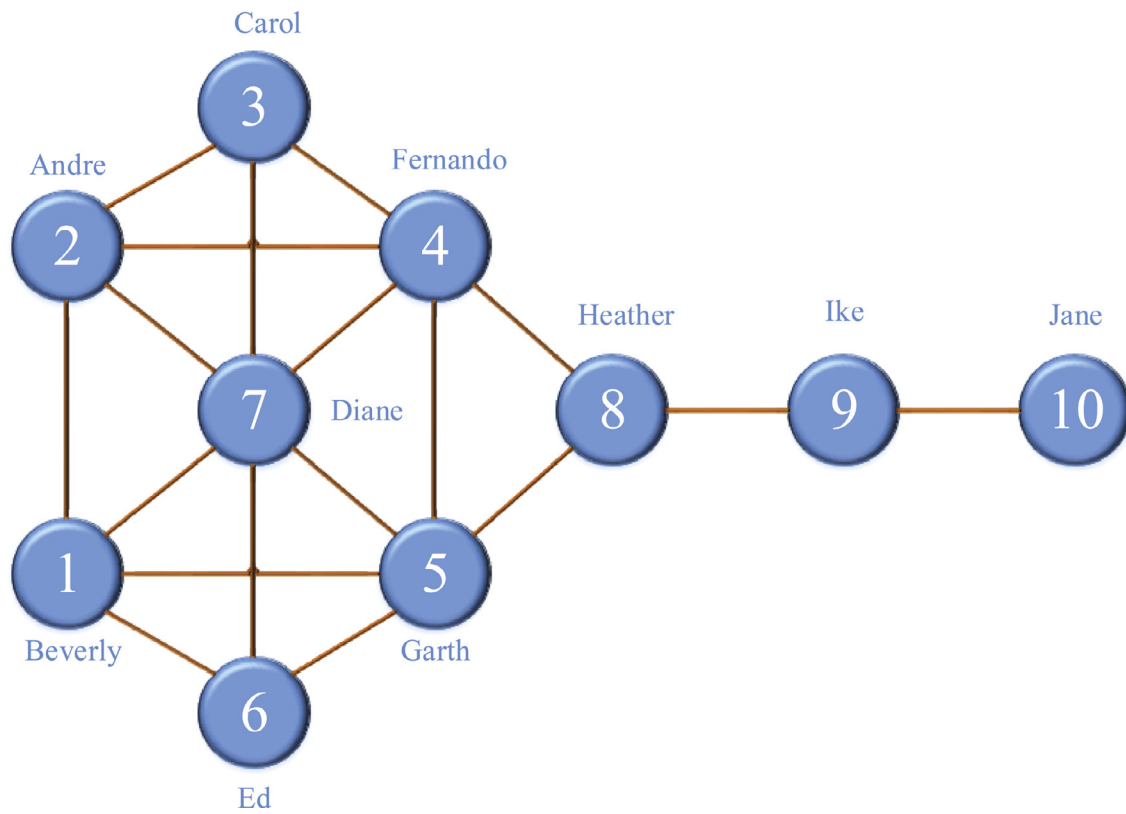 Carol
3
Andre
Fernando
2
4
Heather
Ike
Jane
7
Diane
8
9
10
1
5
Beverly
Garth
6
Ed